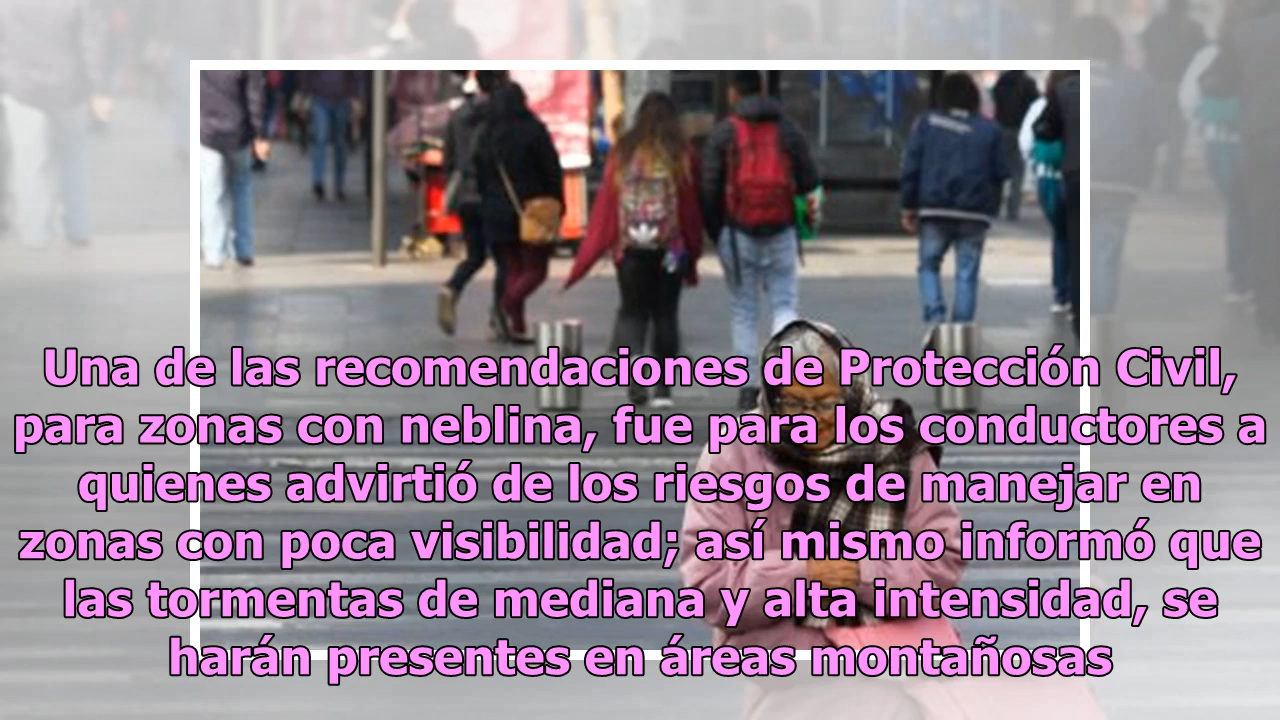 Una de las recomendaciones de Protección Civil,
para zonas con neblina, fue para los conductores a
quienes advirtió de los riesgos de manejar en
zonas con poca visibilidad; así mismo informó que
las tormentas de mediana y alta intensidad, se
harán presentes en áreas montañosas